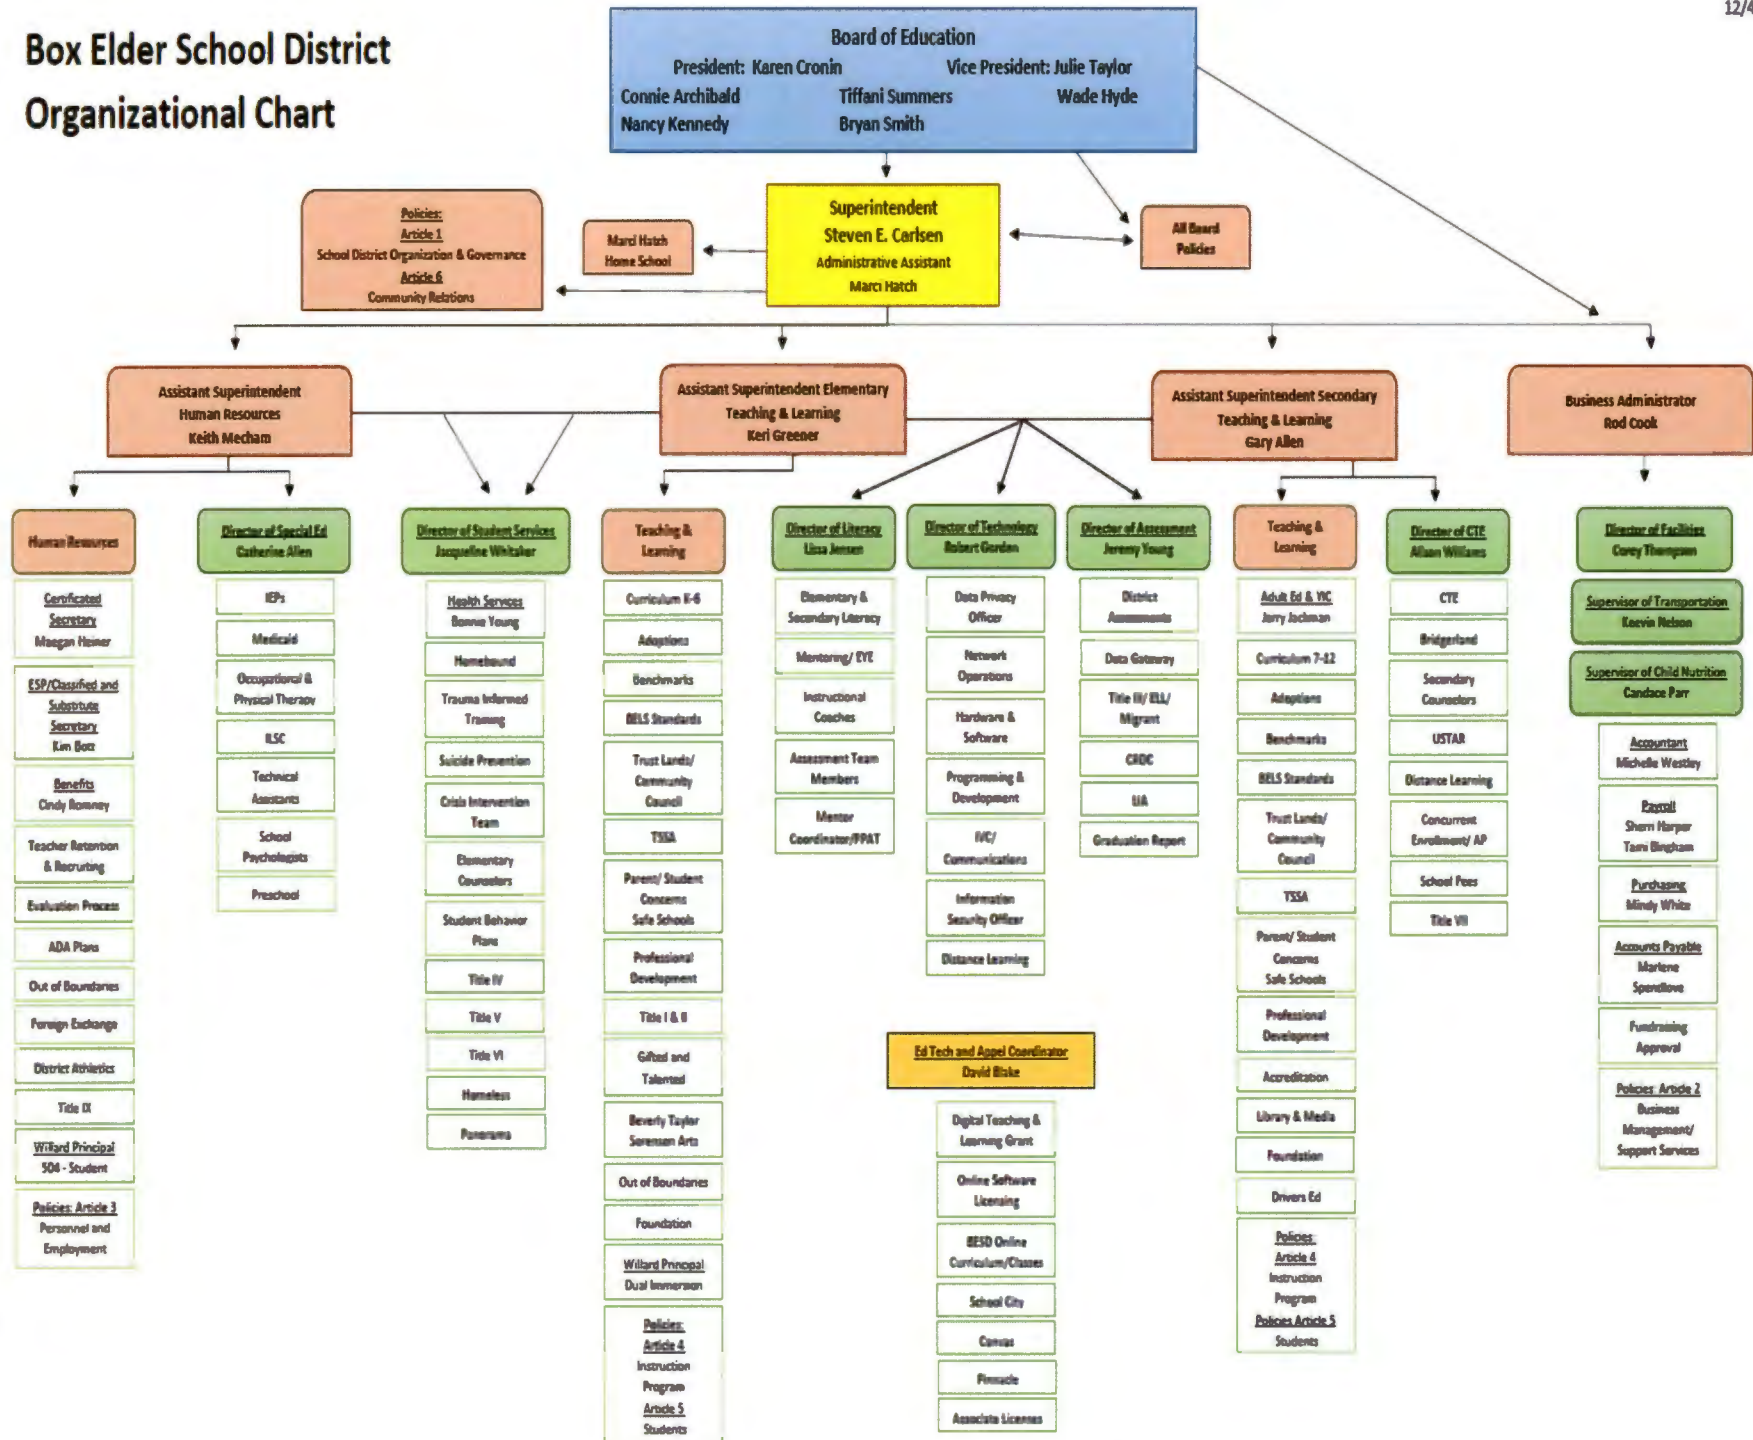 12/4
Box Elder School District
Organizational Chart
Board of Education
President: Karen Cronin Vice President: Julie Taylor
Connie Archibald Tiffani Summers Wade Hyde
Nancy Kennedy Bryan Smith
Policies:
Article 1
School District Organization & Governance
Article 6
Community Relations
Marci Hatch
Home School
Superintendent
Steven E. Carlsen
Administrative Assistant
Marci Hatch
All Board
Policies
Assistant Superintendent
Human Resources
Keith Mecham
Assistant Superintendent Elementary
Teaching & Learning
Keri Greener
Assistant Superintendent Secondary
Teaching & Learning
Gary Allen
Business Administrator
Rod Cook
Human Resources
Certificated
Secretary
Maegan Heiner
ESP/Classified and
Substitute
Secretary
Kim Bott
Benefits
Cindy Romney
Teacher Retention
& Recruiting
Evaluation Process
ADA Plans
Out of Boundaries
Foreign Exchange
District Athletics
Title IX
Willard Principal
504 - Student
Policies: Article 3
Personnel and
Employment
Director of Special Ed
Catherine Allen
IEPs
Medicaid
Occupational &
Physical Therapy
ILSC
Technical
Assistants
School
Psychologists
Preschool
Director of Student Services
Jacqueline Whitaker
Health Services
Bonnie Young
Homebound
Trauma Informed
Training
Suicide Prevention
Crisis Intervention
Team
Elementary
Counselors
Student Behavior
Plans
Title IV
Title V
Title VI
Homeless
Panorama
Teaching &
Learning
Curriculum K-6
Adoptions
Benchmarks
BELS Standards
Trust Lands/
Community
Council
TSSA
Parent/ Student
Concerns
Safe Schools
Professional
Development
Title I & II
Gifted and
Talented
Beverly Taylor
Sorensen Arts
Out of Boundaries
Foundation
Willard Principal
Dual Immersion
Policies:
Article 4
Instruction
Program
Article 5
Students
Director of Literacy
Lisa Jensen
Elementary &
Secondary Literacy
Mentoring/ EYE
Instructional
Coaches
Assessment Team
Members
Mentor
Coordinator/PPAT
Director of Technology
Robert Gordon
Data Privacy
Officer
Network
Operations
Hardware &
Software
Programming &
Development
IVC/
Communications
Information
Security Officer
Distance Learning
Ed Tech and Appel Coordinator
David Blake
Digital Teaching &
Learning Grant
Online Software
Licensing
BESD Online
Curriculum/Classes
School City
Canvas
Pinnacle
Associate Licenses
Director of Assessment
Jeremy Young
District
Assessments
Data Gateway
Title III/ ELL/
Migrant
CRDC
LIA
Graduation Report
Teaching &
Learning
Adult Ed & YIC
Jerry Jackman
Curriculum 7-12
Adoptions
Benchmarks
BELS Standards
Trust Lands/
Community
Council
TSSA
Parent/ Student
Concerns
Safe Schools
Professional
Development
Accreditation
Library & Media
Foundation
Drivers Ed
Policies:
Article 4
Instruction
Program
Policies Article 5
Students
Director of CTE
Alison Williams
CTE
Bridgerland
Secondary
Counselors
USTAR
Distance Learning
Concurrent
Enrollment/ AP
School Fees
Title VII
Director of Facilities
Corey Thompson
Supervisor of Transportation
Keevin Nelson
Supervisor of Child Nutrition
Candace Parr
Accountant
Michelle Westley
Payroll
Sherri Harper
Tami Bingham
Purchasing
Mindy White
Accounts Payable
Marlene
Spendlove
Fundraising
Approval
Policies: Article 2
Business
Management/
Support Services